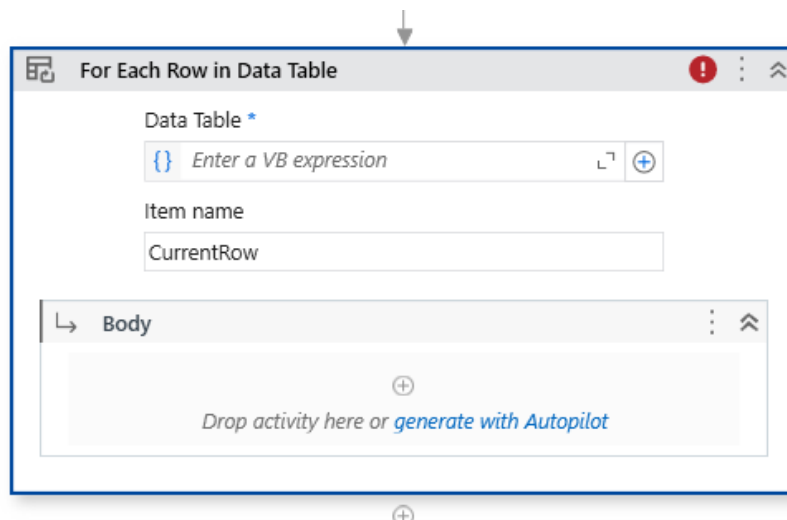 For Each Row in Data Table
Data Table *
{} Enter a VB expression
Item name
CurrentRow
Body
Drop activity here or generate with Autopilot